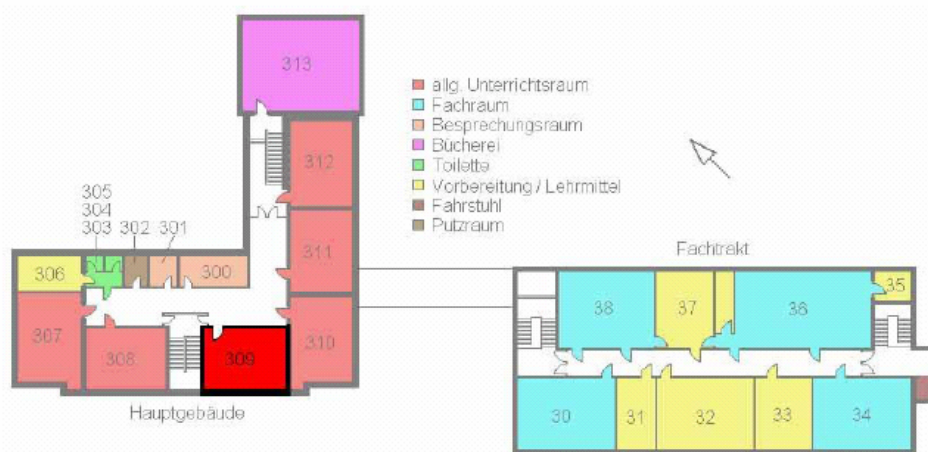 313
allg. Unterrichtsraum
Fachraum
Besprechungsraum
Bücherei
Toilette
Vorbereitung / Lehrmittel
Fahrstuhl
Putzraum
312
305
304
303
302
301
311
Fachtrakt
306
300
307
308
309
310
38
37
36
35
Hauptgebäude
30
31
32
33
34